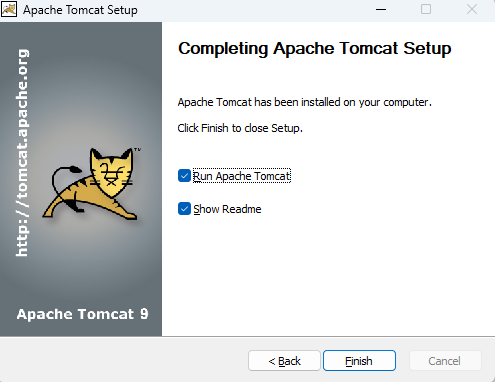 Apache Tomcat Setup
http://tomcat.apache.org
TM
Apache Tomcat 9
Completing Apache Tomcat Setup
Apache Tomcat has been installed on your computer.
Click Finish to close Setup.
Run Apache Tomcat
Show Readme
< Back
Finish
Cancel